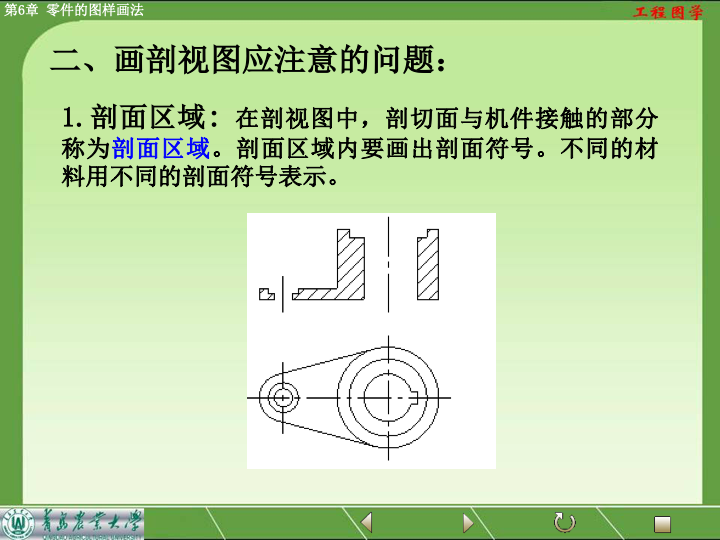 第6章 零件的图样画法
工程图学
二、画剖视图应注意的问题：
1.剖面区域：在剖视图中，剖切面与机件接触的部分
称为剖面区域。剖面区域内要画出剖面符号。不同的材
料用不同的剖面符号表示。
青岛农业大学